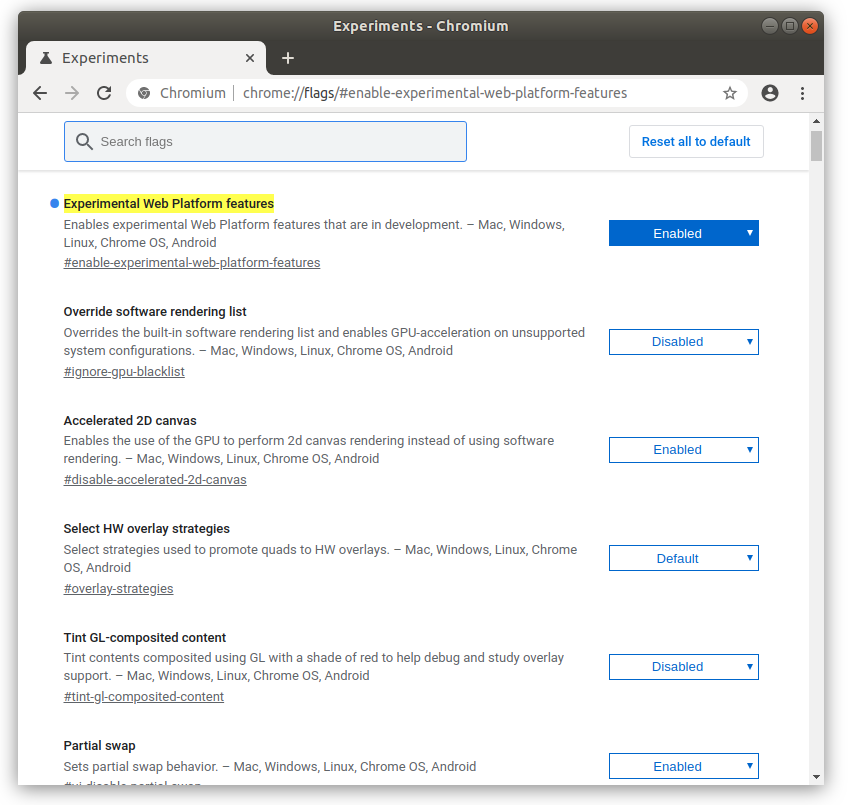 Experiments - Chromium
Experiments
Chromium
chrome://flags/#enable-experimental-web-platform-features
Search flags
Reset all to default
Experimental Web Platform features
Enables experimental Web Platform features that are in development. – Mac, Windows,
Linux, Chrome OS, Android
#enable-experimental-web-platform-features
Enabled
Override software rendering list
Overrides the built-in software rendering list and enables GPU-acceleration on unsupported
system configurations. – Mac, Windows, Linux, Chrome OS, Android
#ignore-gpu-blacklist
Disabled
Accelerated 2D canvas
Enables the use of the GPU to perform 2d canvas rendering instead of using software
rendering. – Mac, Windows, Linux, Chrome OS, Android
#disable-accelerated-2d-canvas
Enabled
Select HW overlay strategies
Select strategies used to promote quads to HW overlays. – Mac, Windows, Linux, Chrome
OS, Android
#overlay-strategies
Default
Tint GL-composited content
Tint contents composited using GL with a shade of red to help debug and study overlay
support. – Mac, Windows, Linux, Chrome OS, Android
#tint-gl-composited-content
Disabled
Partial swap
Sets partial swap behavior. – Mac, Windows, Linux, Chrome OS, Android
Enabled